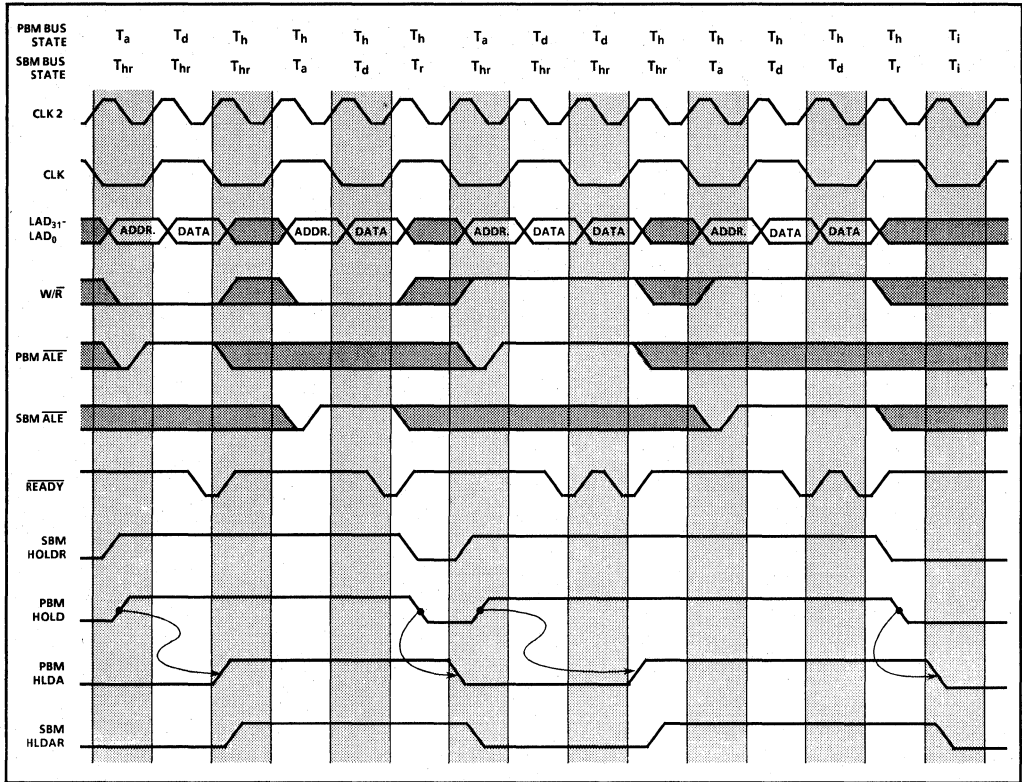 PBM BUS STATE Ta Td Th Th Th Th Ta Td Td Th Th Th Th Th Ti
SBM BUS STATE Thr Thr Thr Ta Td Tr Thr Thr Thr Thr Ta Td Td Tr Ti
CLK 2
CLK
LAD31-
LAD0
ADDR. DATA ADDR. DATA ADDR. DATA DATA ADDR. DATA DATA
W/R̅
PBM A̅L̅E̅
SBM A̅L̅E̅
R̅E̅A̅D̅Y̅
SBM
HOLDR
PBM
HOLD
PBM
HLDA
SBM
HLDAR